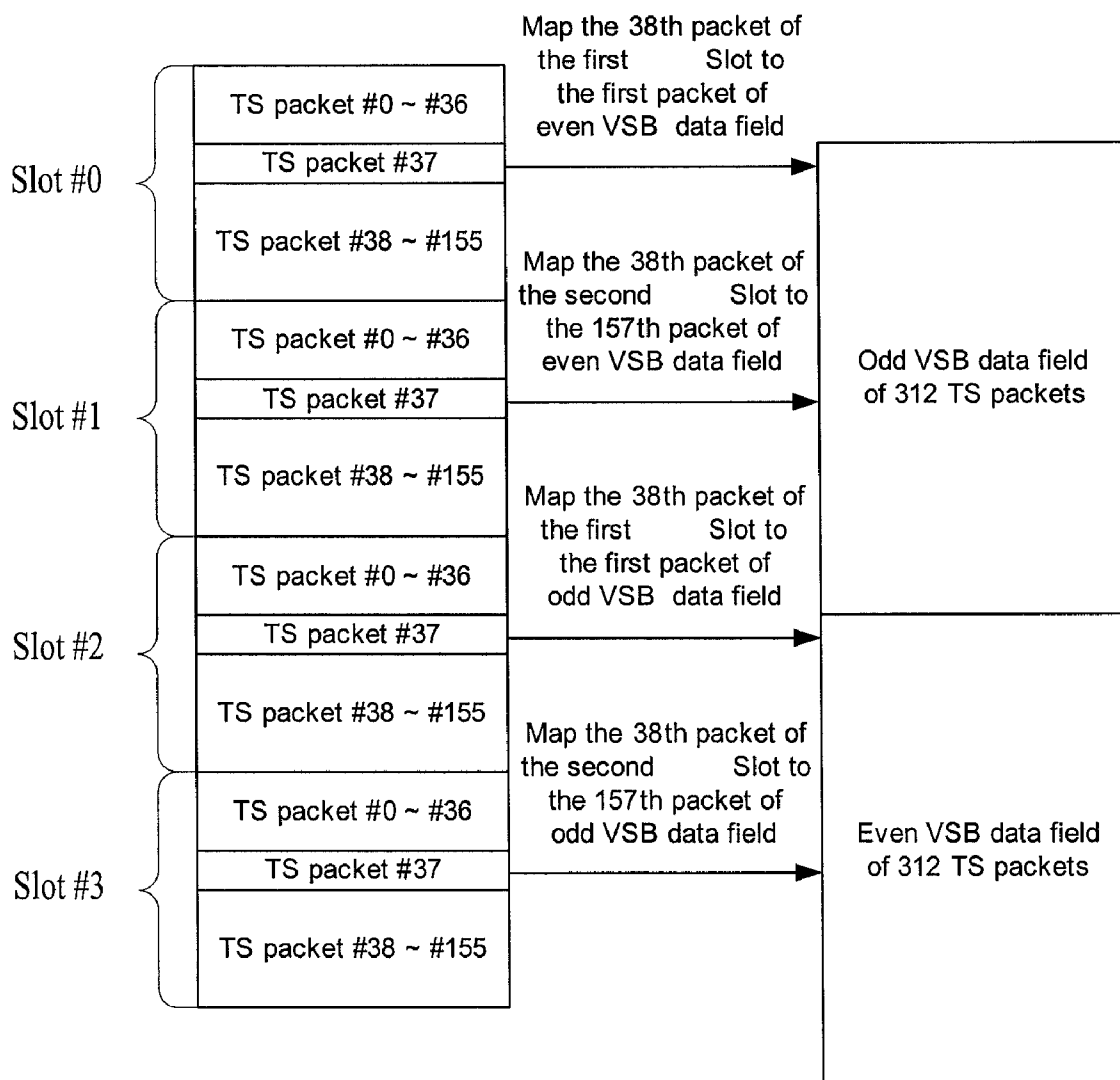 Map the 38th packet of
the first Slot to
the first packet of
even VSB data field
Slot #0
TS packet #0 ~ #36
TS packet #37
TS packet #38 ~ #155
Map the 38th packet of
the second Slot to
the 157th packet of
even VSB data field
Slot #1
TS packet #0 ~ #36
TS packet #37
TS packet #38 ~ #155
Odd VSB data field
of 312 TS packets
Map the 38th packet of
the first Slot to
the first packet of
odd VSB data field
Slot #2
TS packet #0 ~ #36
TS packet #37
TS packet #38 ~ #155
Map the 38th packet of
the second Slot to
the 157th packet of
odd VSB data field
Slot #3
TS packet #0 ~ #36
TS packet #37
TS packet #38 ~ #155
Even VSB data field
of 312 TS packets